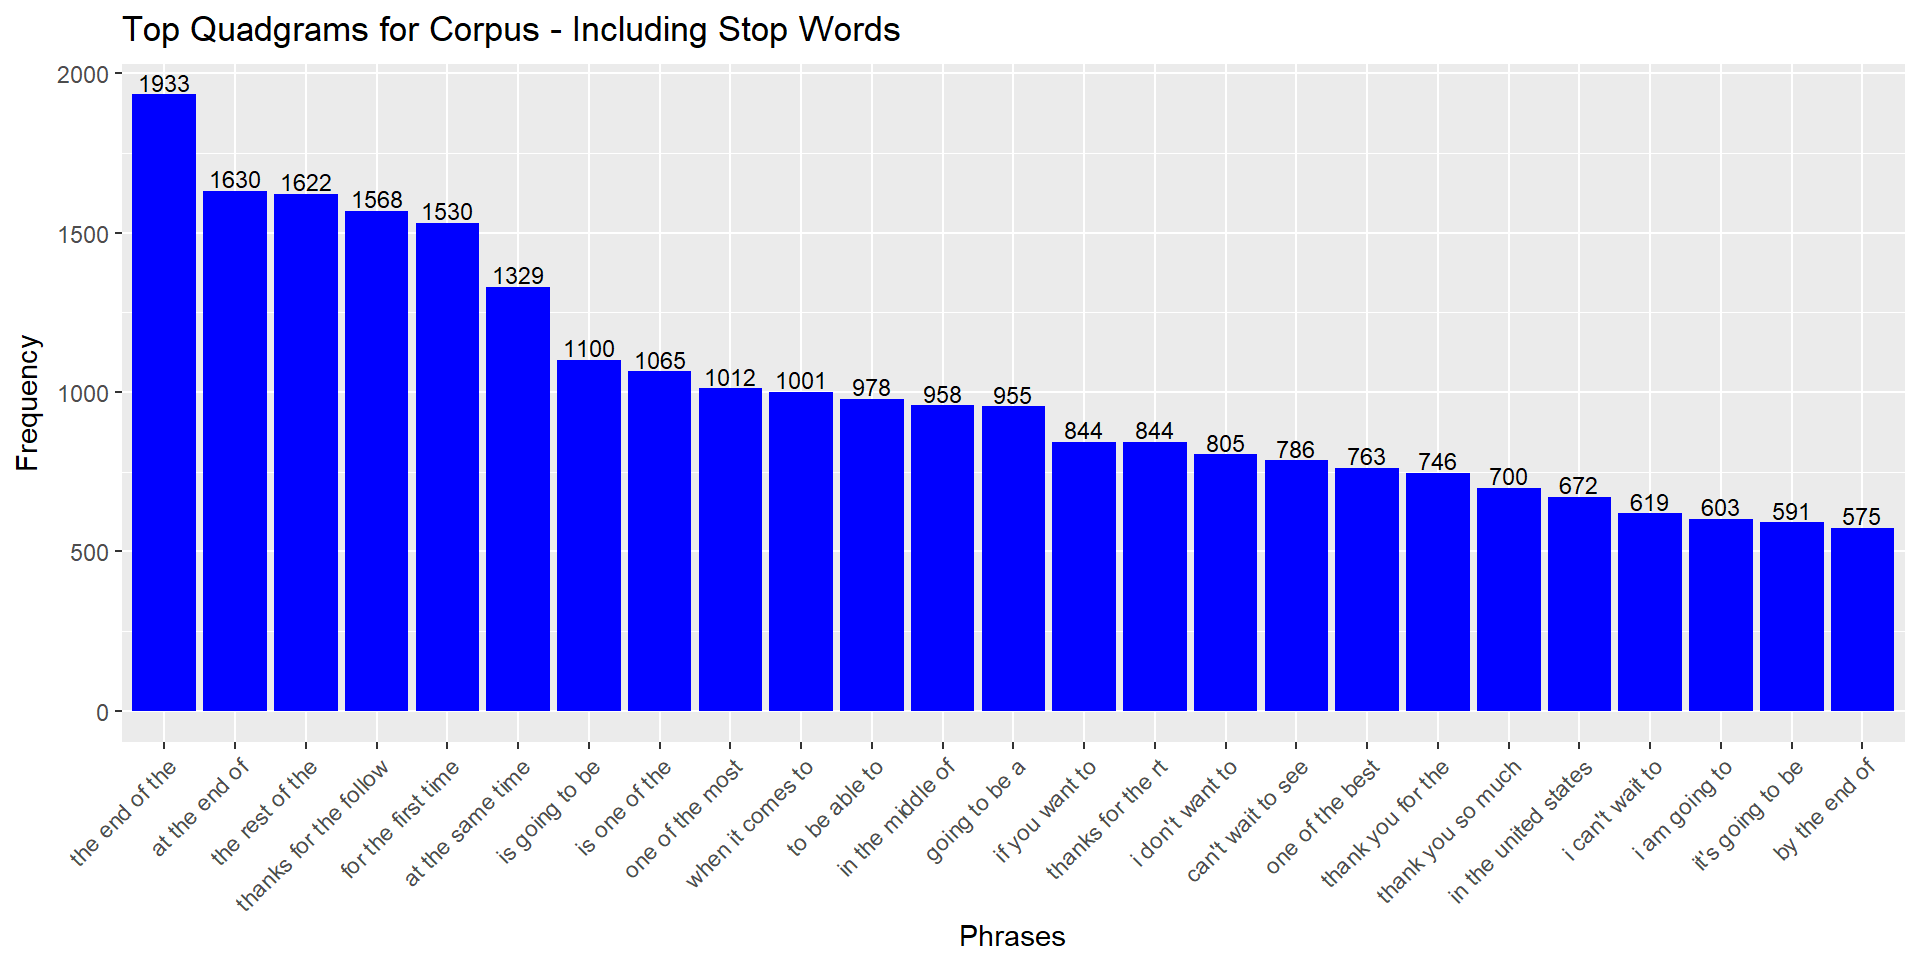 Top Quadgrams for Corpus - Including Stop Words
Frequency
2000
1500
1000
500
0
1933
1630
1622
1568
1530
1329
1100
1065
1012
1001
978
958
955
844
844
805
786
763
746
700
672
619
603
591
575
the end of the
at the end of
the rest of the
thanks for the follow
for the first time
at the same time
is going to be
is one of the
one of the most
when it comes to
to be able to
in the middle of
going to be a
if you want to
thanks for the rt
i don't want to
can't wait to see
one of the best
thank you for the
thank you so much
in the united states
i can't wait to
i am going to
it's going to be
by the end of
Phrases